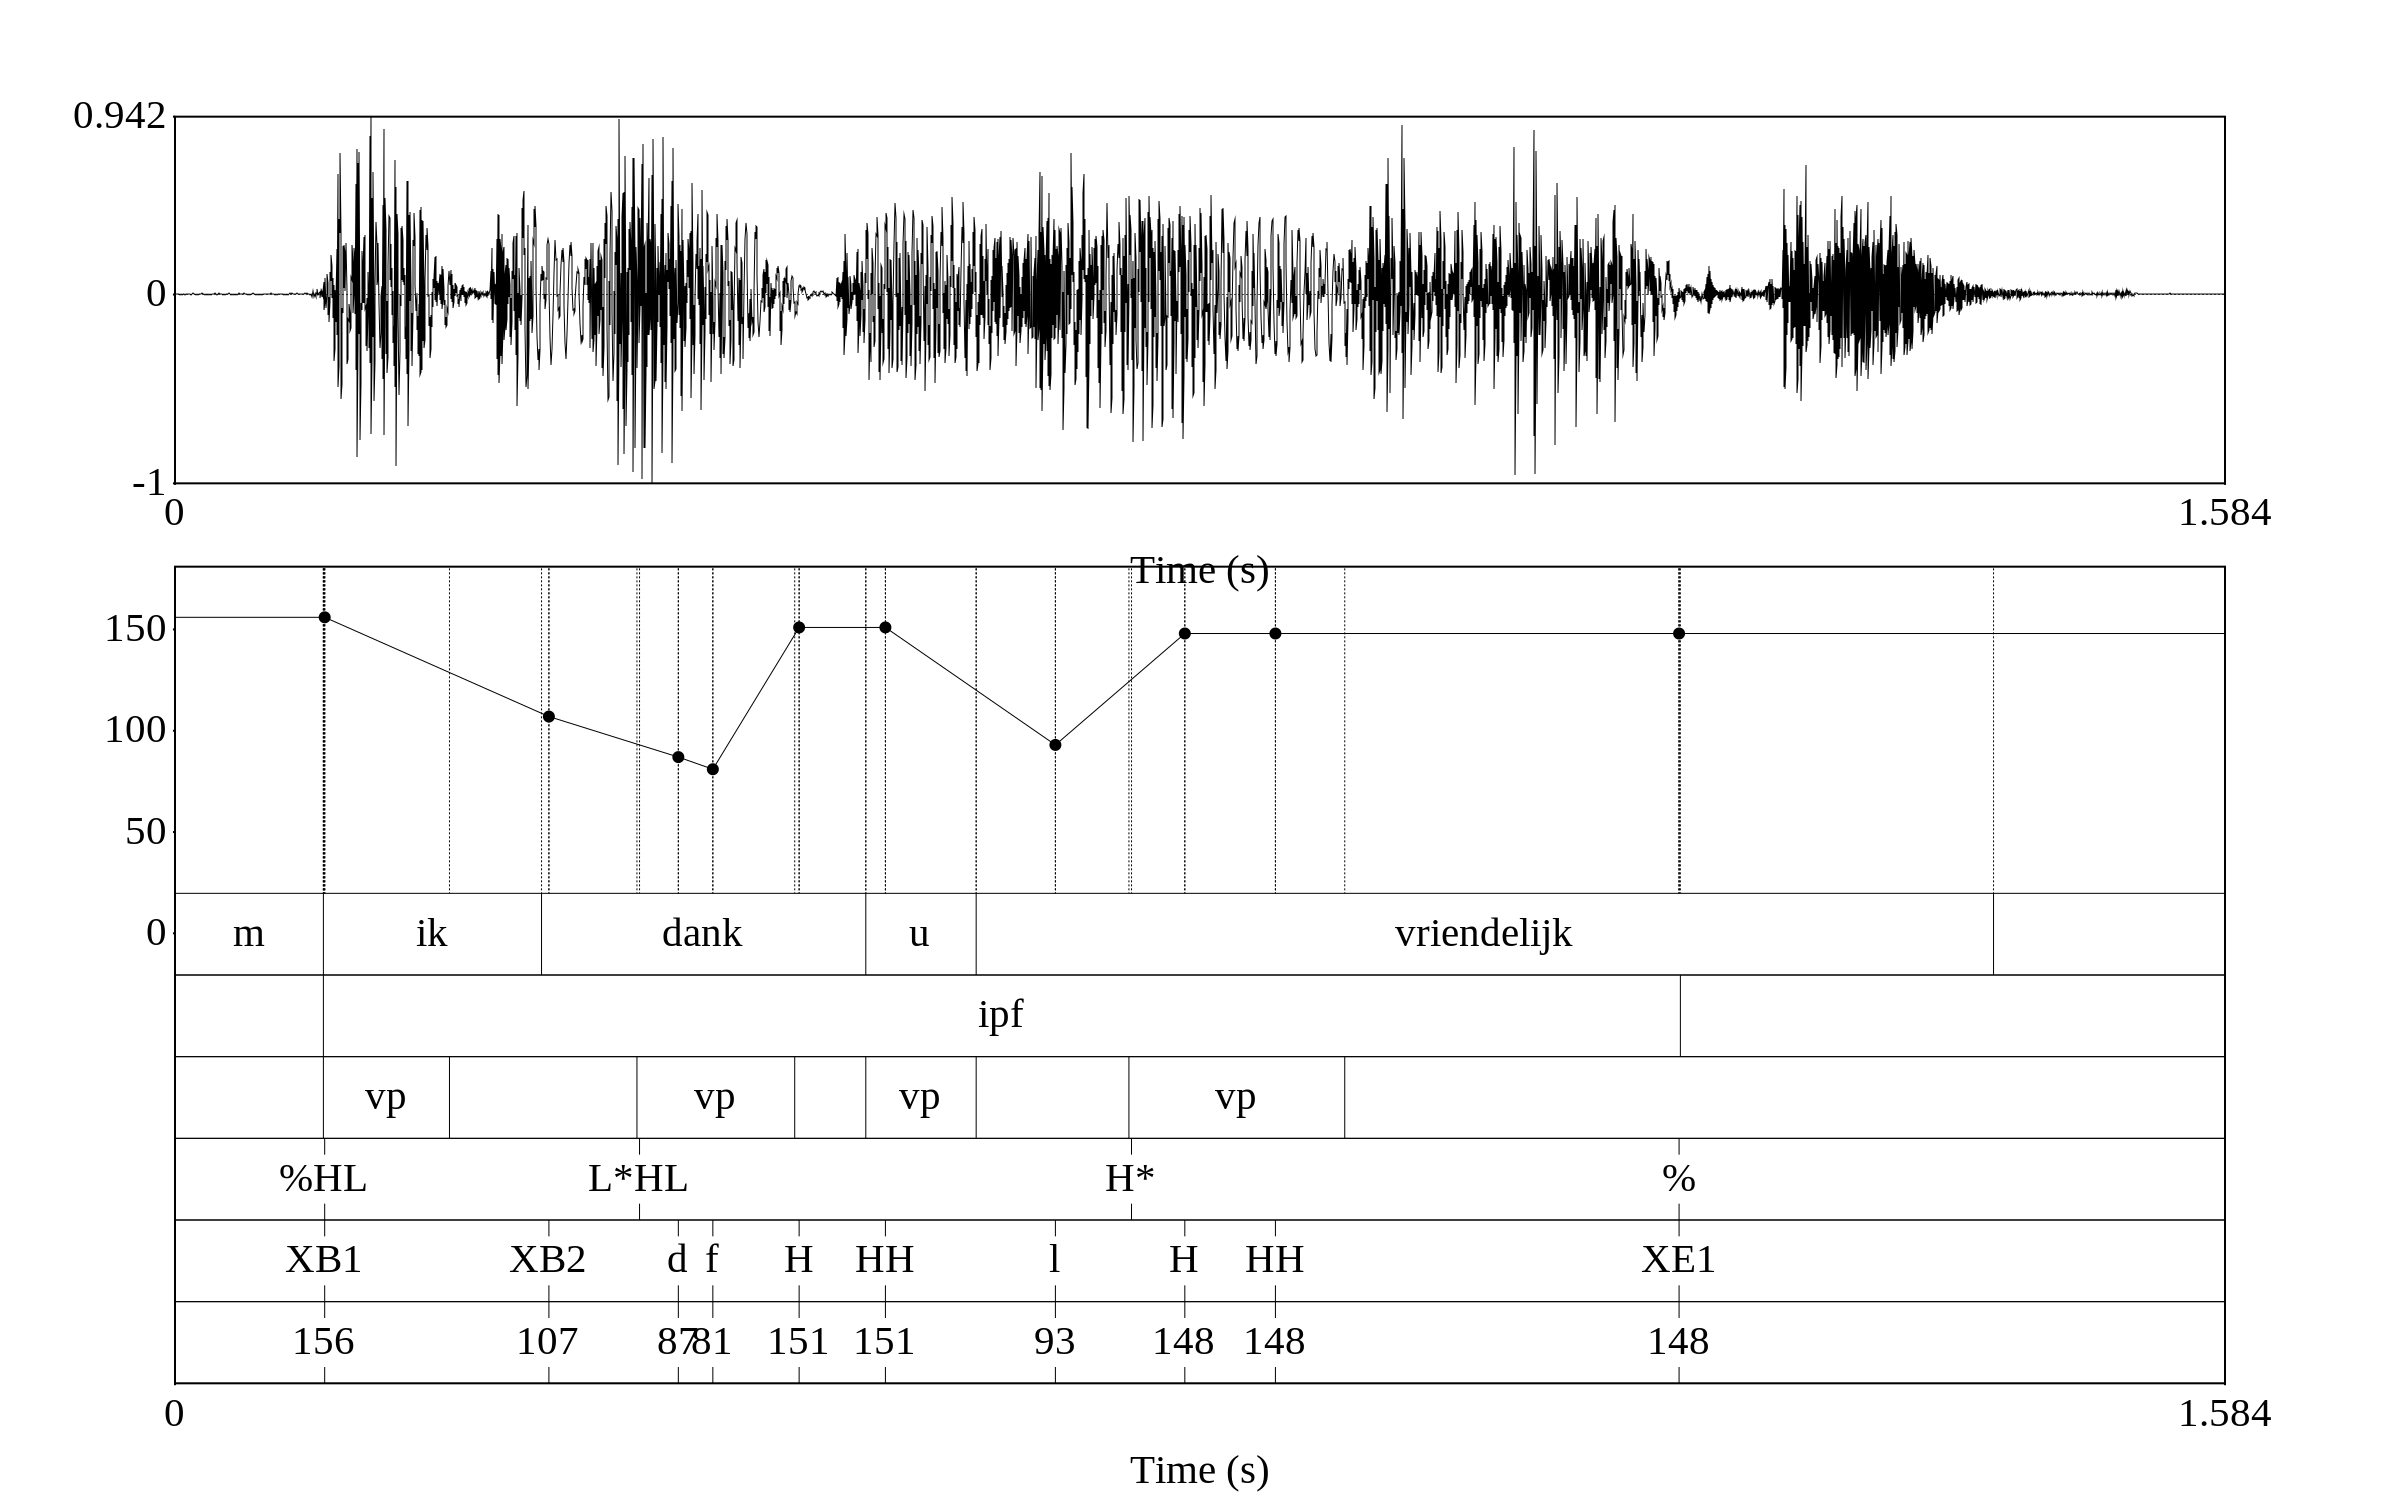 0.942
0
-1
0 1.584
Time (s)
150
100
50
0
m ik dank u vriendelijk
ipf
vp vp vp vp
%HL L*HL H* %
XB1 XB2 d f H HH l H HH XE1
156 107 87 81 151 151 93 148 148 148
0 1.584
Time (s)